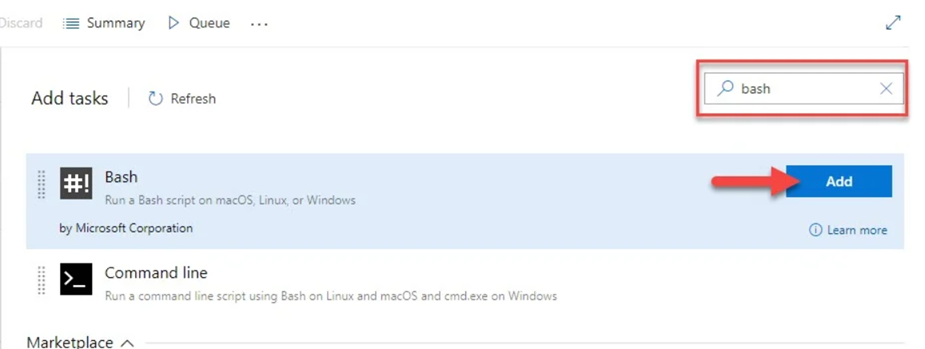 Discard Summary Queue ...
Add tasks Refresh bash
#! Bash
Run a Bash script on macOS, Linux, or Windows
Add
by Microsoft Corporation
Learn more
>_ Command line
Run a command line script using Bash on Linux and macOS and cmd.exe on Windows
Marketplace